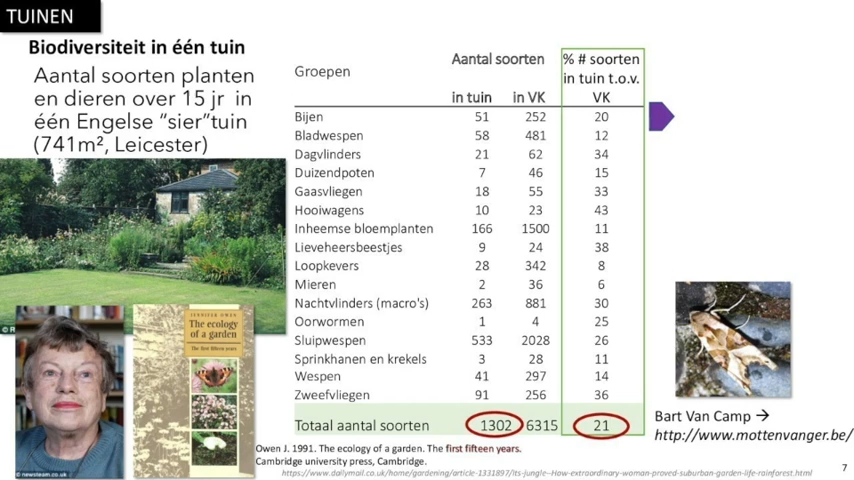 TUINEN
Biodiversiteit in één tuin
Aantal soorten planten
en dieren over 15 jr in
één Engelse "sier"tuin
(741m², Leicester)
Groepen Aantal soorten % # soorten
in tuin t.o.v.
in tuin in VK VK
Bijen 51 252 20
Bladwespen 58 481 12
Dagvlinders 21 62 34
Duizendpoten 7 46 15
Gaasvliegen 18 55 33
Hooiwagens 10 23 43
Inheemse bloemplanten 166 1500 11
Lieveheersbeestjes 9 24 38
Loopkevers 28 342 8
Mieren 2 36 6
Nachtvlinders (macro's) 263 881 30
Oorwormen 1 4 25
Sluipwespen 533 2028 26
Sprinkhanen en krekels 3 28 11
Wespen 41 297 14
Zweefvliegen 91 256 36
Totaal aantal soorten 1302 6315 21
© R
JENNIFER OWEN
The ecology
of a garden
The first fifteen years
© newsteam.co.uk
Bart Van Camp →
http://www.mottenvanger.be/
Owen J. 1991. The ecology of a garden. The first fifteen years.
Cambridge university press, Cambridge.
https://www.dailymail.co.uk/home/gardening/article-1331897/Its-jungle--How-extraordinary-woman-proved-suburban-garden-life-rainforest.html
7